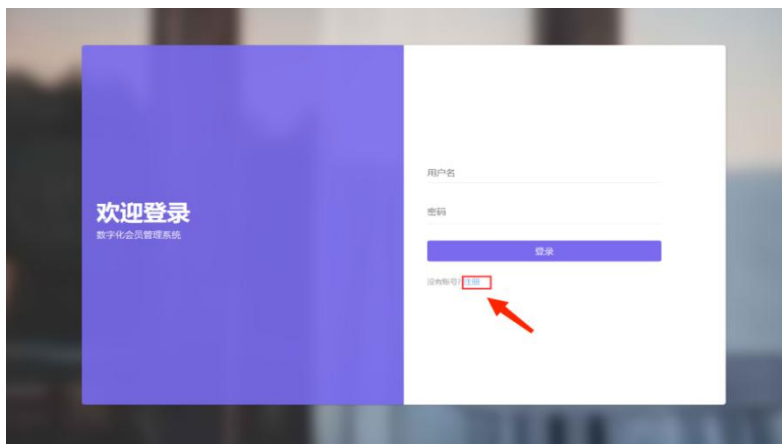 欢迎登录
数字化会员管理系统
用户名
密码
登录
没有账号?注册